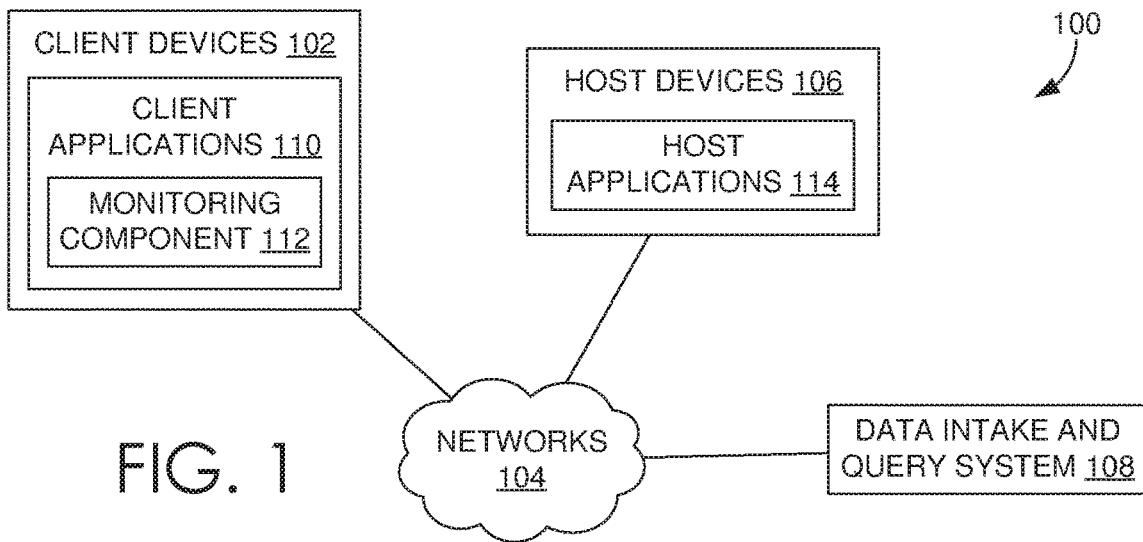 CLIENT DEVICES 102
CLIENT
APPLICATIONS 110
MONITORING
COMPONENT 112
HOST DEVICES 106
HOST
APPLICATIONS 114
100
NETWORKS
104
DATA INTAKE AND
QUERY SYSTEM 108
FIG. 1